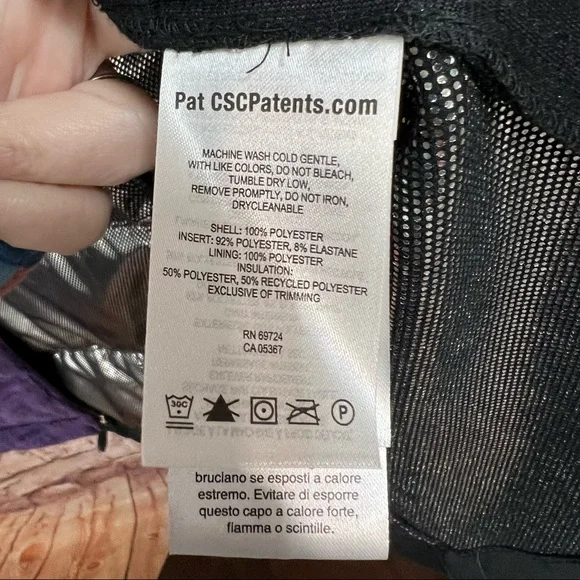 Pat CSCPatents.com
MACHINE WASH COLD GENTLE,
WITH LIKE COLORS, DO NOT BLEACH,
TUMBLE DRY LOW,
REMOVE PROMPTLY, DO NOT IRON,
DRYCLEANABLE
SHELL: 100% POLYESTER
INSERT: 92% POLYESTER, 8% ELASTANE
LINING: 100% POLYESTER
INSULATION:
50% POLYESTER, 50% RECYCLED POLYESTER
EXCLUSIVE OF TRIMMING
RN 69724
CA 05367
30C
P
bruciano se esposti a calore
estremo. Evitare di esporre
questo capo a calore forte,
fiamma o scintille.